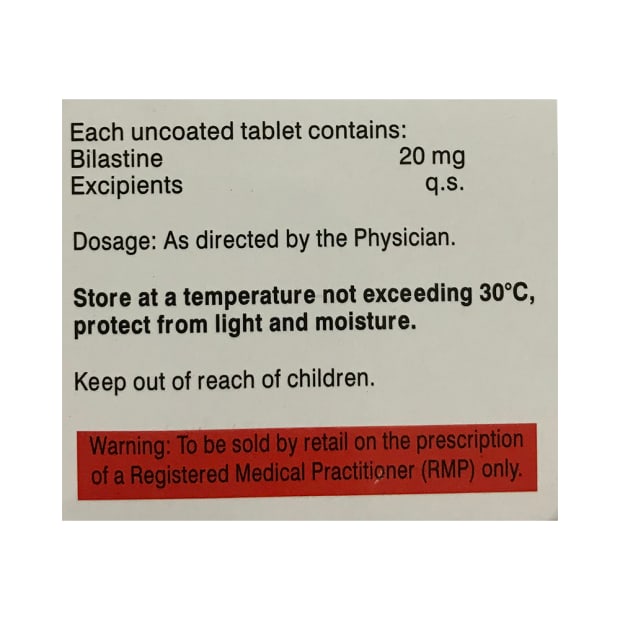 Each uncoated tablet contains:
Bilastine 20 mg
Excipients q.s.
Dosage: As directed by the Physician.
Store at a temperature not exceeding 30°C,
protect from light and moisture.
Keep out of reach of children.
Warning: To be sold by retail on the prescription
of a Registered Medical Practitioner (RMP) only.